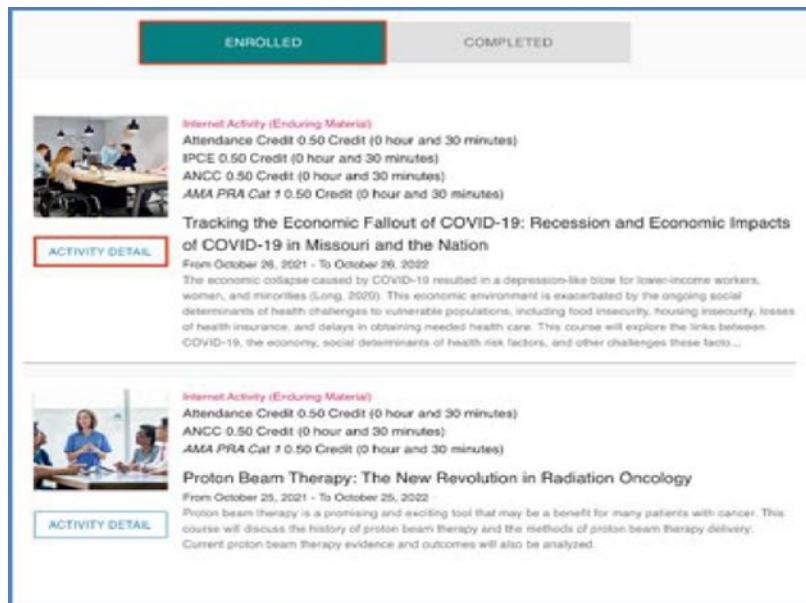 ENROLLED
COMPLETED
Internet Activity (Enduring Material)
Attendance Credit 0.50 Credit (0 hour and 30 minutes)
IPCE 0.50 Credit (0 hour and 30 minutes)
ANCC 0.50 Credit (0 hour and 30 minutes)
AMA PRA Cat 1 0.50 Credit (0 hour and 30 minutes)
Tracking the Economic Fallout of COVID-19: Recession and Economic Impacts
of COVID-19 in Missouri and the Nation
ACTIVITY DETAIL
From October 26, 2021 - To October 26, 2022
The economic collapse caused by COVID-19 resulted in a depression-like blow for lower-income workers,
women, and minorities (Long, 2020). This economic environment is exacerbated by the ongoing social
determinants of health challenges to vulnerable populations, including food insecurity, housing insecurity, losses
of health insurance, and delays in obtaining needed health care. This course will explore the links between
COVID-19, the economy, social determinants of health risk factors, and other challenges these facto...
Internet Activity (Enduring Material)
Attendance Credit 0.50 Credit (0 hour and 30 minutes)
ANCC 0.50 Credit (0 hour and 30 minutes)
AMA PRA Cat 1 0.50 Credit (0 hour and 30 minutes)
Proton Beam Therapy: The New Revolution in Radiation Oncology
From October 25, 2021 - To October 25, 2022
ACTIVITY DETAIL
Proton beam therapy is a promising and exciting tool that may be a benefit for many patients with cancer. This
course will discuss the history of proton beam therapy and the methods of proton beam therapy delivery.
Current proton beam therapy evidence and outcomes will also be analyzed.